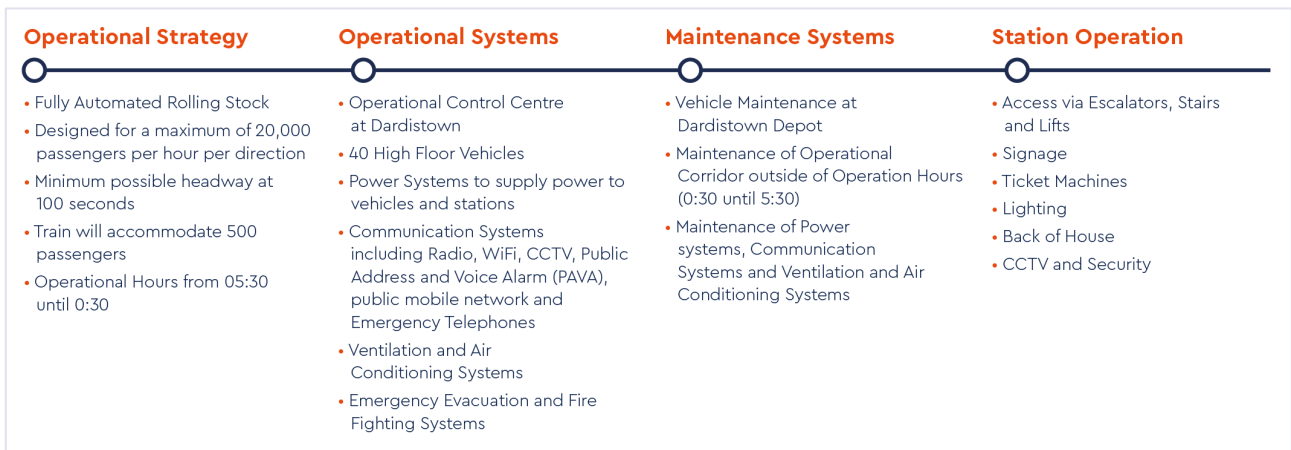 Operational Strategy
• Fully Automated Rolling Stock
• Designed for a maximum of 20,000
passengers per hour per direction
• Minimum possible headway at
100 seconds
• Train will accommodate 500
passengers
• Operational Hours from 05:30
until 0:30
Operational Systems
• Operational Control Centre
at Dardistown
• 40 High Floor Vehicles
• Power Systems to supply power to
vehicles and stations
• Communication Systems
including Radio, WiFi, CCTV, Public
Address and Voice Alarm (PAVA),
public mobile network and
Emergency Telephones
• Ventilation and Air
Conditioning Systems
• Emergency Evacuation and Fire
Fighting Systems
Maintenance Systems
• Vehicle Maintenance at
Dardistown Depot
• Maintenance of Operational
Corridor outside of Operation Hours
(0:30 until 5:30)
• Maintenance of Power
systems, Communication
Systems and Ventilation and Air
Conditioning Systems
Station Operation
• Access via Escalators, Stairs
and Lifts
• Signage
• Ticket Machines
• Lighting
• Back of House
• CCTV and Security